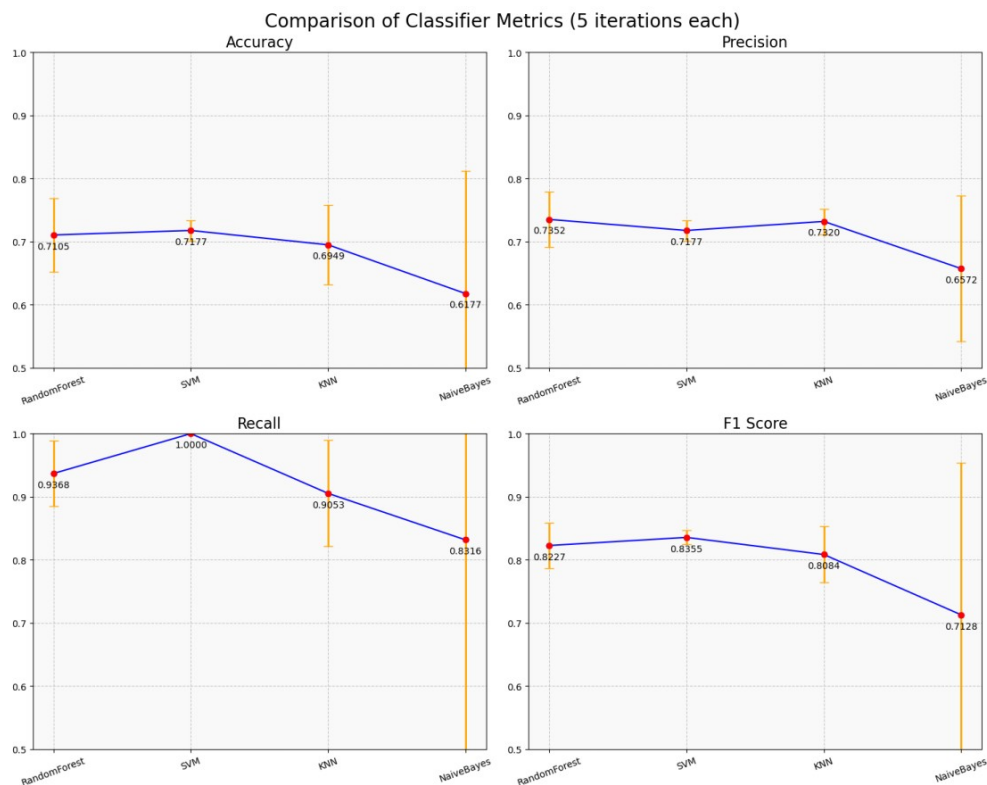 Comparison of Classifier Metrics (5 iterations each)
Accuracy
1.0
0.9
0.8
0.7
0.6
0.5
0.7105
0.7177
0.6949
0.6177
RandomForest
SVM
KNN
NaiveBayes
Precision
1.0
0.9
0.8
0.7
0.6
0.5
0.7352
0.7177
0.7320
0.6572
RandomForest
SVM
KNN
NaiveBayes
Recall
1.0
0.9
0.8
0.7
0.6
0.5
0.9368
1.0000
0.9053
0.8316
RandomForest
SVM
KNN
NaiveBayes
F1 Score
1.0
0.9
0.8
0.7
0.6
0.5
0.8227
0.8355
0.8084
0.7128
RandomForest
SVM
KNN
NaiveBayes